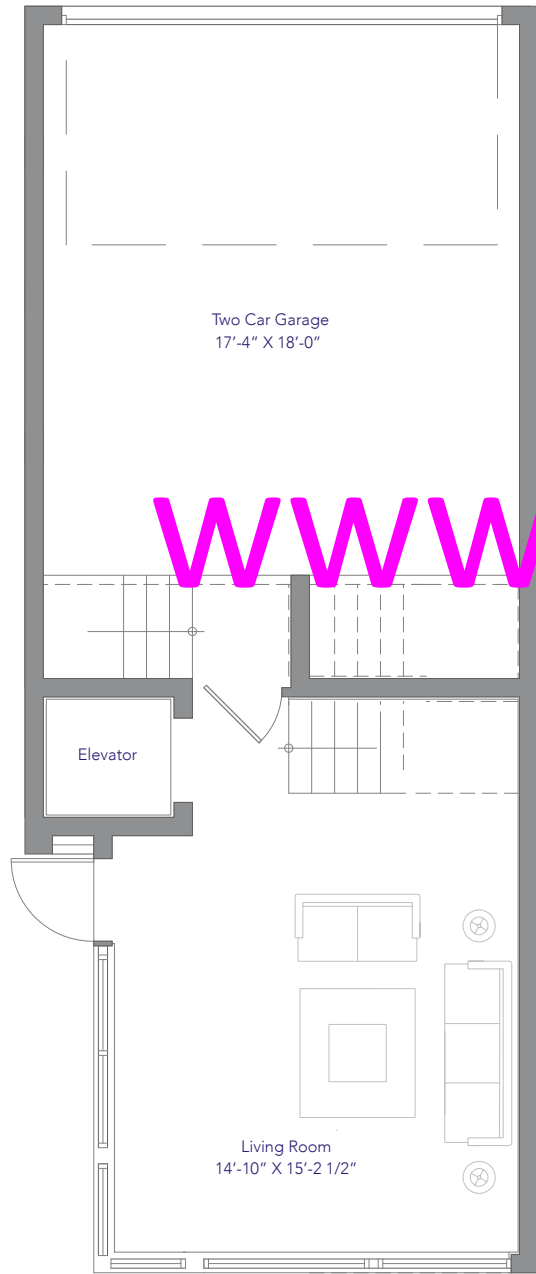 Two Car Garage
17’-4” X 18’-0”
www
Elevator
Living Room
14’-10” X 15’-2 1/2”